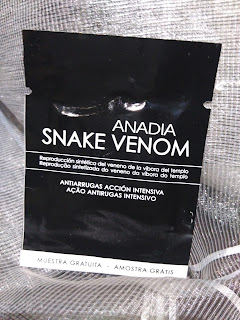 ANADIA
SNAKE VENOM
Reproducción sintética del veneno de la víbora del templo
Reprodução sintetizada do veneno da víbora do templo
ANTIARRUGAS ACCIÓN INTENSIVA
AÇÃO ANTIRUGAS INTENSIVO
MUESTRA GRATUITA - AMOSTRA GRÁTIS